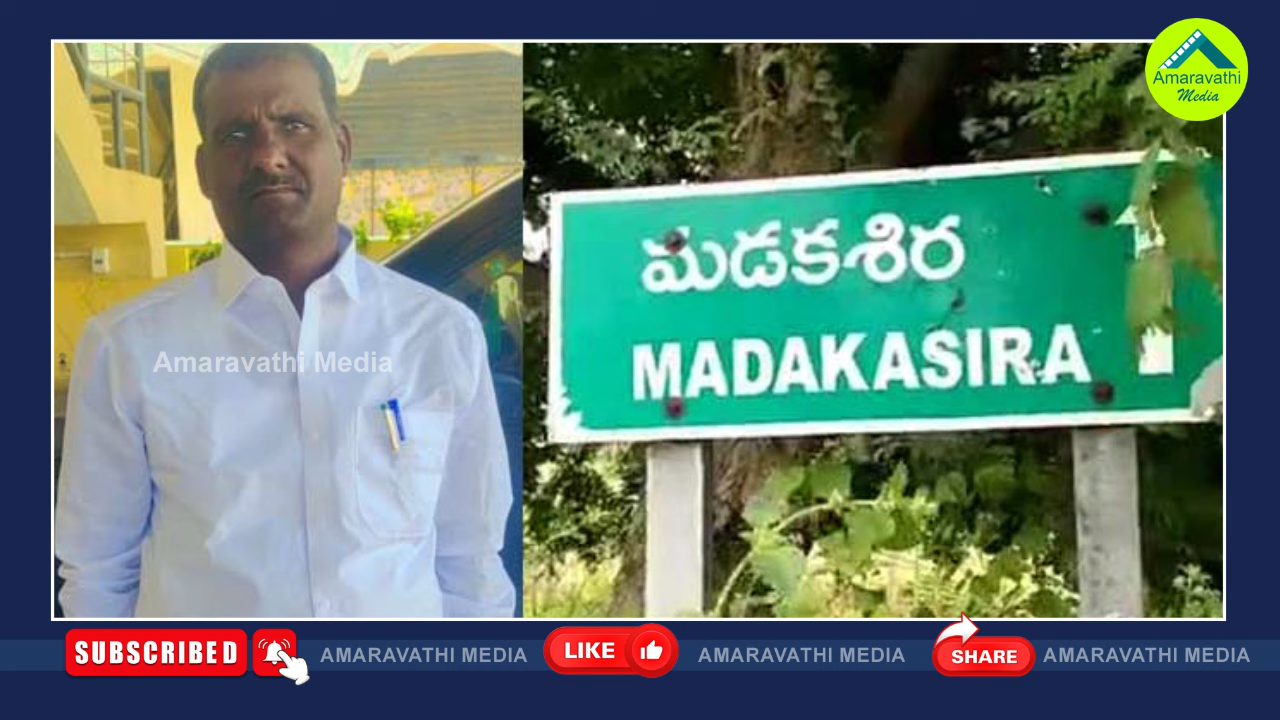 Amaravathi
Media
మడకశిర
MADAKASIRA
Amaravathi Media
SUBSCRIBED
AMARAVATHI MEDIA
LIKE
AMARAVATHI MEDIA
SHARE
AMARAVATHI MEDIA